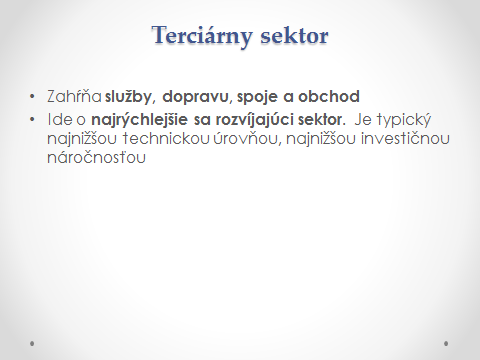 Terciárny sektor
• Zahŕňa služby, dopravu, spoje a obchod
• Ide o najrýchlejšie sa rozvíjajúci sektor. Je typický
najnižšou technickou úrovňou, najnižšou investičnou
náročnosťou